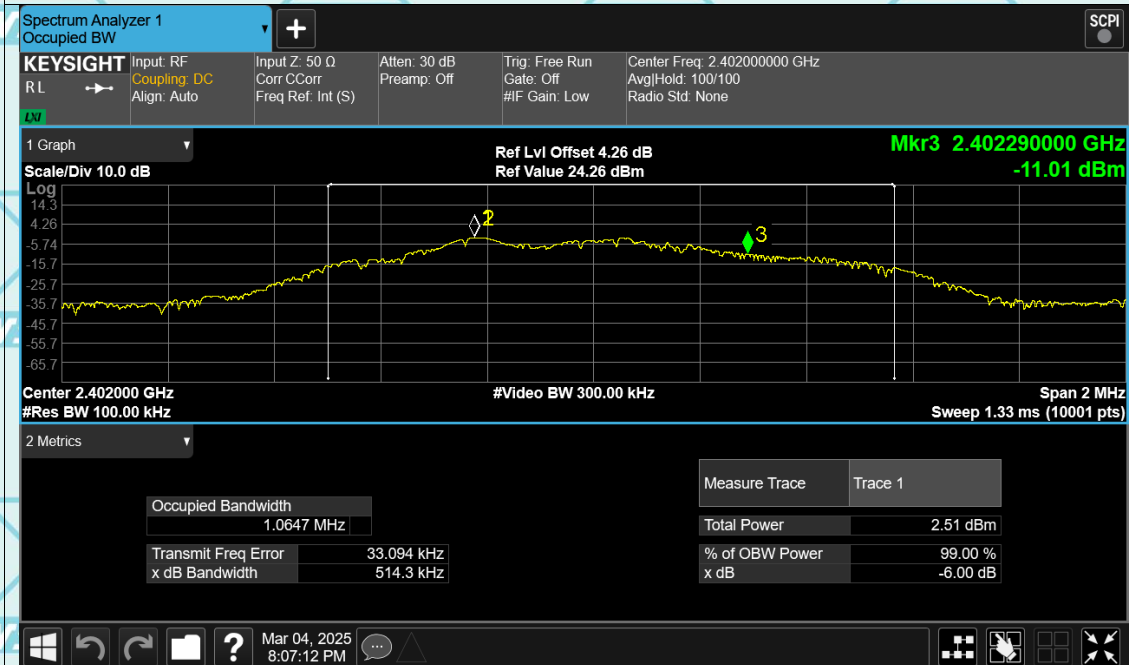 Spectrum Analyzer 1
Occupied BW
+
SCPI
KEYSIGHT
RL
LXI
Input: RF
Coupling: DC
Align: Auto
Input Z: 50 Ω
Corr CCorr
Freq Ref: Int (S)
Atten: 30 dB
Preamp: Off
Trig: Free Run
Gate: Off
#IF Gain: Low
Center Freq: 2.402000000 GHz
Avg|Hold: 100/100
Radio Std: None
1 Graph
Scale/Div 10.0 dB
Ref Lvl Offset 4.26 dB
Ref Value 24.26 dBm
Mkr3 2.402290000 GHz
-11.01 dBm
Log
14.3
4.26
-5.74
-15.7
-25.7
-35.7
-45.7
-55.7
-65.7
2
3
Center 2.402000 GHz
#Video BW 300.00 kHz
Span 2 MHz
#Res BW 100.00 kHz
Sweep 1.33 ms (10001 pts)
2 Metrics
Occupied Bandwidth
1.0647 MHz
Transmit Freq Error 33.094 kHz
x dB Bandwidth 514.3 kHz
Measure Trace Trace 1
Total Power 2.51 dBm
% of OBW Power 99.00 %
x dB -6.00 dB
?
Mar 04, 2025
8:07:12 PM